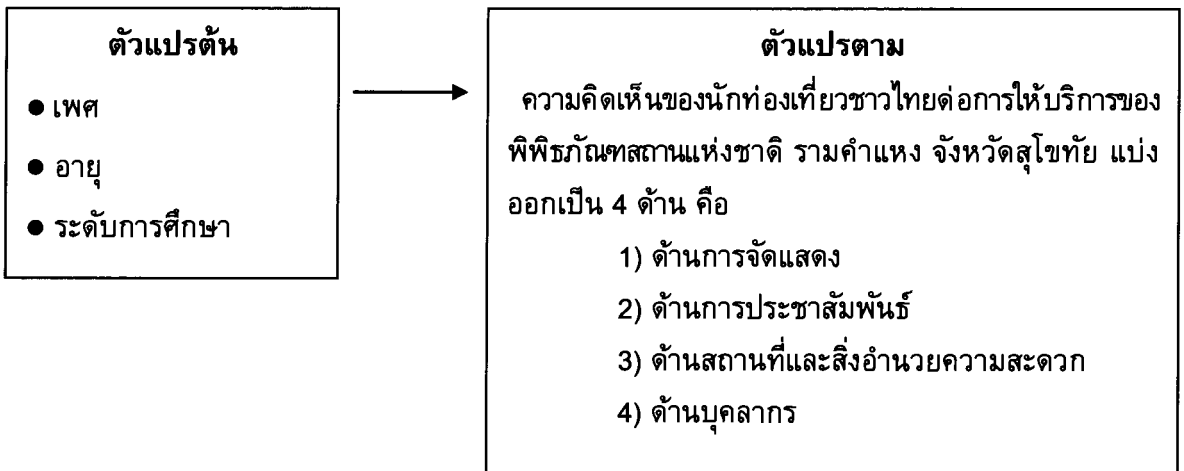 ตัวแปรต้น
● เพศ
● อายุ
● ระดับการศึกษา
ตัวแปรตาม
ความคิดเห็นของนักท่องเที่ยวชาวไทยต่อการให้บริการของ
พิพิธภัณฑสถานแห่งชาติ รามคำแหง จังหวัดสุโขทัย แบ่ง
ออกเป็น 4 ด้าน คือ
1) ด้านการจัดแสดง
2) ด้านการประชาสัมพันธ์
3) ด้านสถานที่และสิ่งอำนวยความสะดวก
4) ด้านบุคลากร